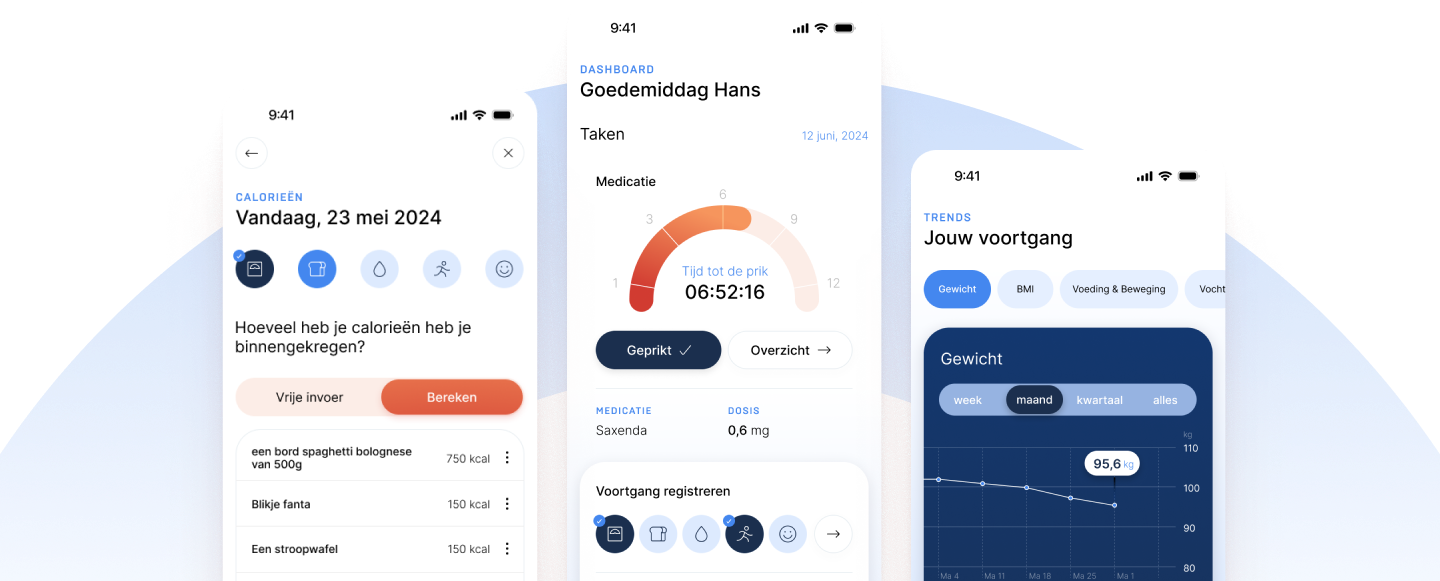 9:41
CALORIEËN
Vandaag, 23 mei 2024
Hoeveel heb je calorieën heb je
binnengekregen?
Vrije invoer
Bereken
een bord spaghetti bolognese
van 500g
750 kcal
Blikje fanta
150 kcal
Een stroopwafel
150 kcal
9:41
DASHBOARD
Goedemiddag Hans
Taken
12 juni, 2024
Medicatie
1
3
6
9
12
Tijd tot de prik
06:52:16
Geprikt
Overzicht
MEDICATIE
DOSIS
Saxenda
0,6 mg
Voortgang registreren
9:41
TRENDS
Jouw voortgang
Gewicht
BMI
Voeding & Beweging
Vocht
Gewicht
week
maand
kwartaal
alles
kg
110
95,6 kg
100
90
80
Ma 4
Ma 11
Ma 18
Ma 25
Ma 1